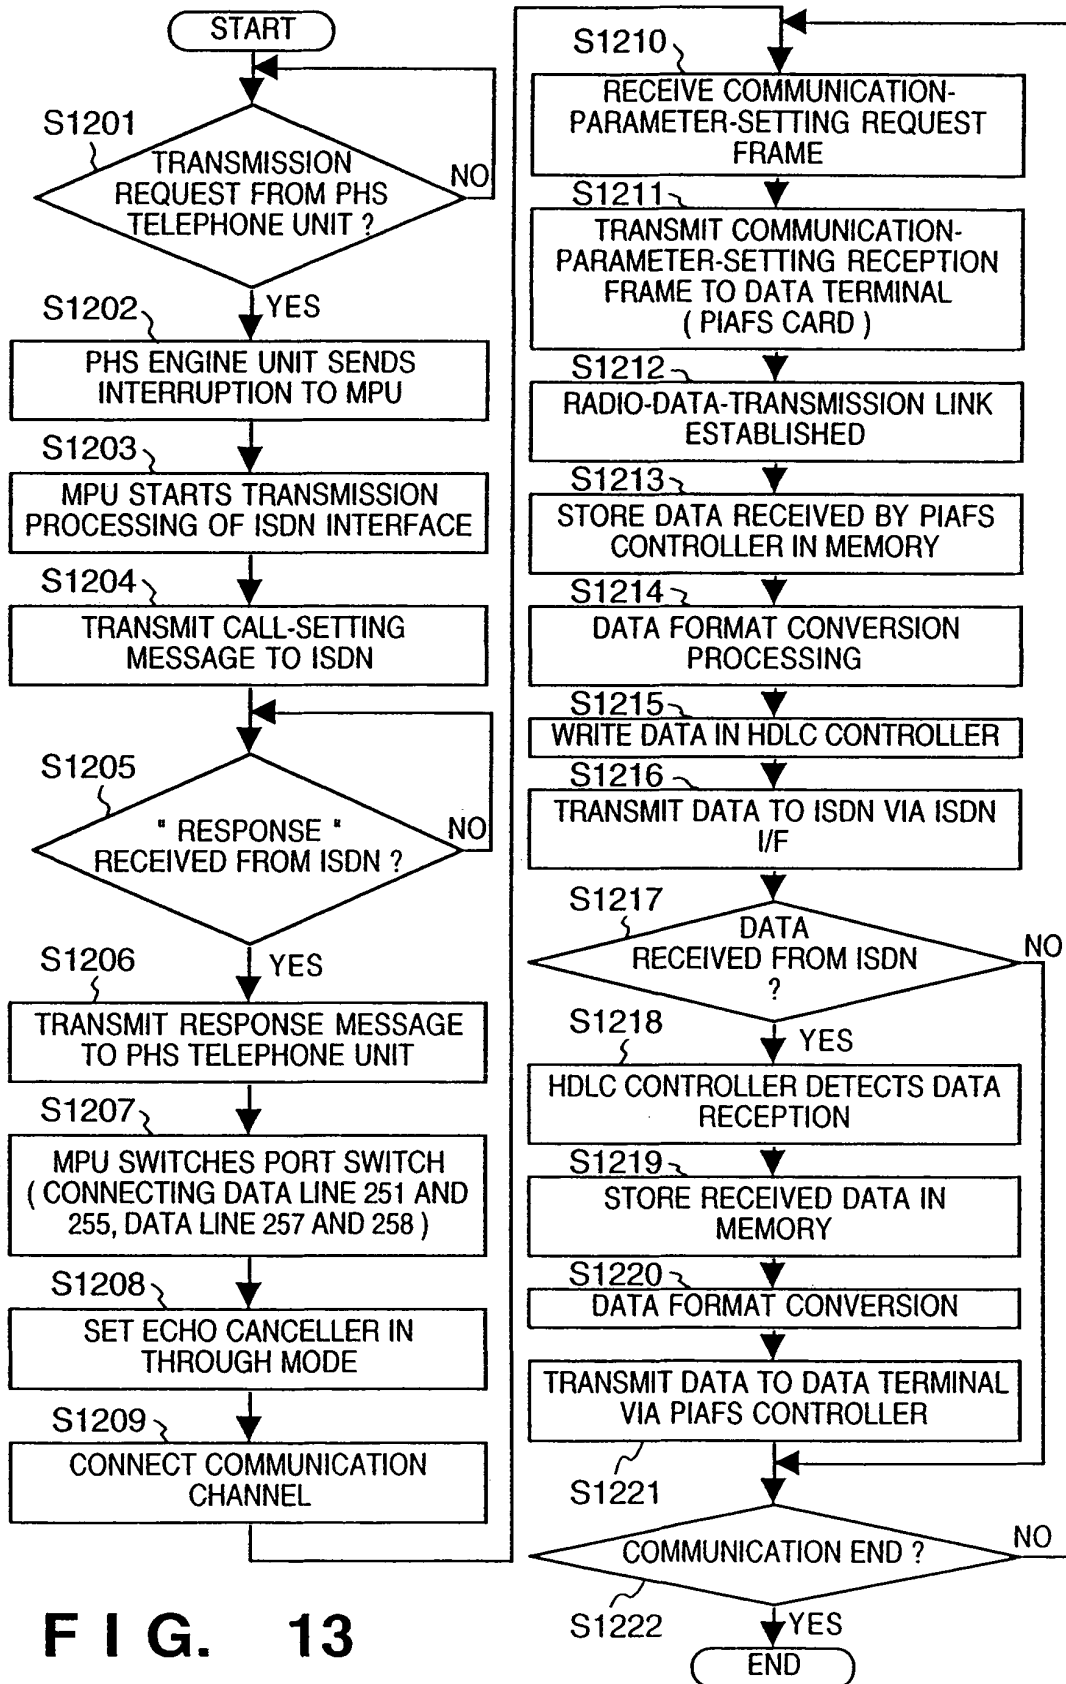 START
S1201
TRANSMISSION
REQUEST FROM PHS
TELEPHONE UNIT ?
NO
YES
S1202
PHS ENGINE UNIT SENDS
INTERRUPTION TO MPU
S1203
MPU STARTS TRANSMISSION
PROCESSING OF ISDN INTERFACE
S1204
TRANSMIT CALL-SETTING
MESSAGE TO ISDN
S1205
" RESPONSE "
RECEIVED FROM ISDN ?
NO
YES
S1206
TRANSMIT RESPONSE MESSAGE
TO PHS TELEPHONE UNIT
S1207
MPU SWITCHES PORT SWITCH
( CONNECTING DATA LINE 251 AND
255, DATA LINE 257 AND 258 )
S1208
SET ECHO CANCELLER IN
THROUGH MODE
S1209
CONNECT COMMUNICATION
CHANNEL
S1210
RECEIVE COMMUNICATION-
PARAMETER-SETTING REQUEST
FRAME
S1211
TRANSMIT COMMUNICATION-
PARAMETER-SETTING RECEPTION
FRAME TO DATA TERMINAL
( PIAFS CARD )
S1212
RADIO-DATA-TRANSMISSION LINK
ESTABLISHED
S1213
STORE DATA RECEIVED BY PIAFS
CONTROLLER IN MEMORY
S1214
DATA FORMAT CONVERSION
PROCESSING
S1215
WRITE DATA IN HDLC CONTROLLER
S1216
TRANSMIT DATA TO ISDN VIA ISDN
I/F
S1217
DATA
RECEIVED FROM ISDN
?
NO
YES
S1218
HDLC CONTROLLER DETECTS DATA
RECEPTION
S1219
STORE RECEIVED DATA IN
MEMORY
S1220
DATA FORMAT CONVERSION
TRANSMIT DATA TO DATA TERMINAL
VIA PIAFS CONTROLLER
S1221
COMMUNICATION END ?
NO
S1222
YES
END
FIG. 13